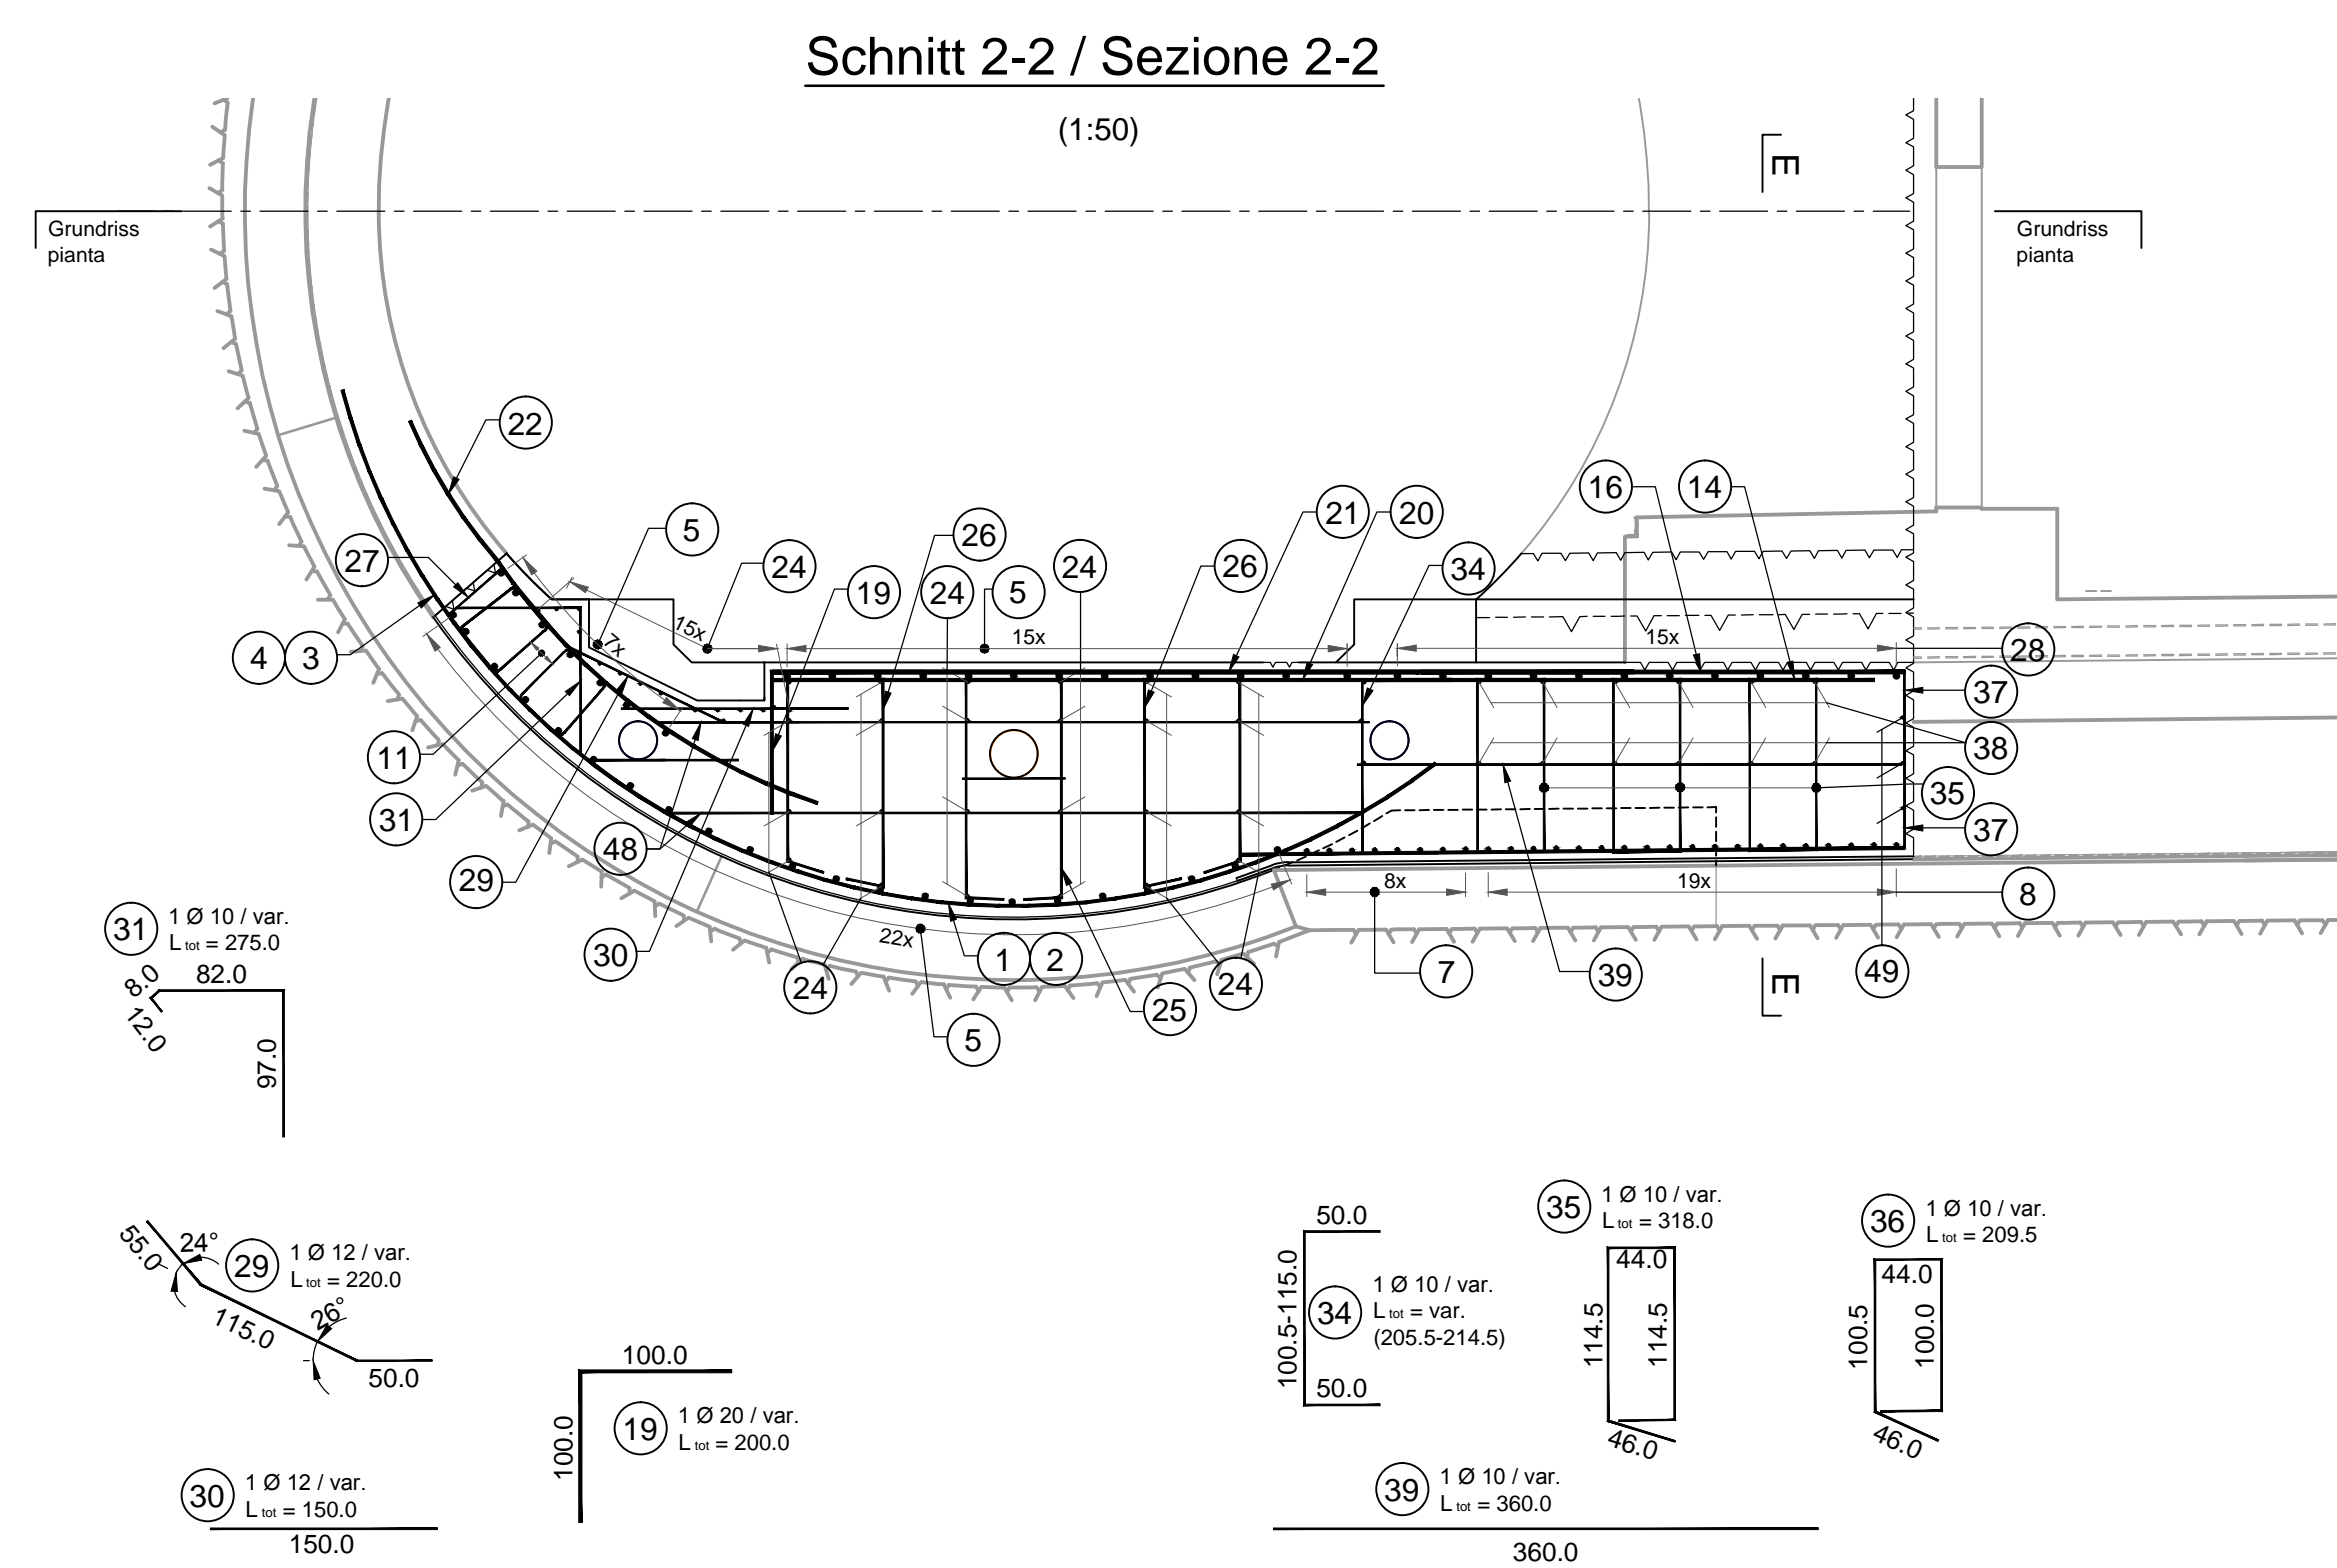 Schnitt 2-2 / Sezione 2-2
(1:50)
E
Grundriss
pianta
Grundriss
pianta
22
5
24
27
26
19
24
5
24
21
20
26
34
16
14
15x
7x
15x
15x
28
4 3
37
38
35
37
11
31
48
29
30
22x
24
1 2
5
25
24
8x
19x
8
7
39
49
E
31
1 Ø 10 / var.
L tot = 275.0
8.0
82.0
12.0
97.0
55.0
24°
29
1 Ø 12 / var.
L tot = 220.0
26°
115.0
50.0
30
1 Ø 12 / var.
L tot = 150.0
150.0
100.0
100.0
19
1 Ø 20 / var.
L tot = 200.0
50.0
100.5-115.0
34
1 Ø 10 / var.
L tot = var.
(205.5-214.5)
50.0
35
1 Ø 10 / var.
L tot = 318.0
44.0
114.5
114.5
46.0
36
1 Ø 10 / var.
L tot = 209.5
44.0
100.5
100.0
46.0
39
1 Ø 10 / var.
L tot = 360.0
360.0